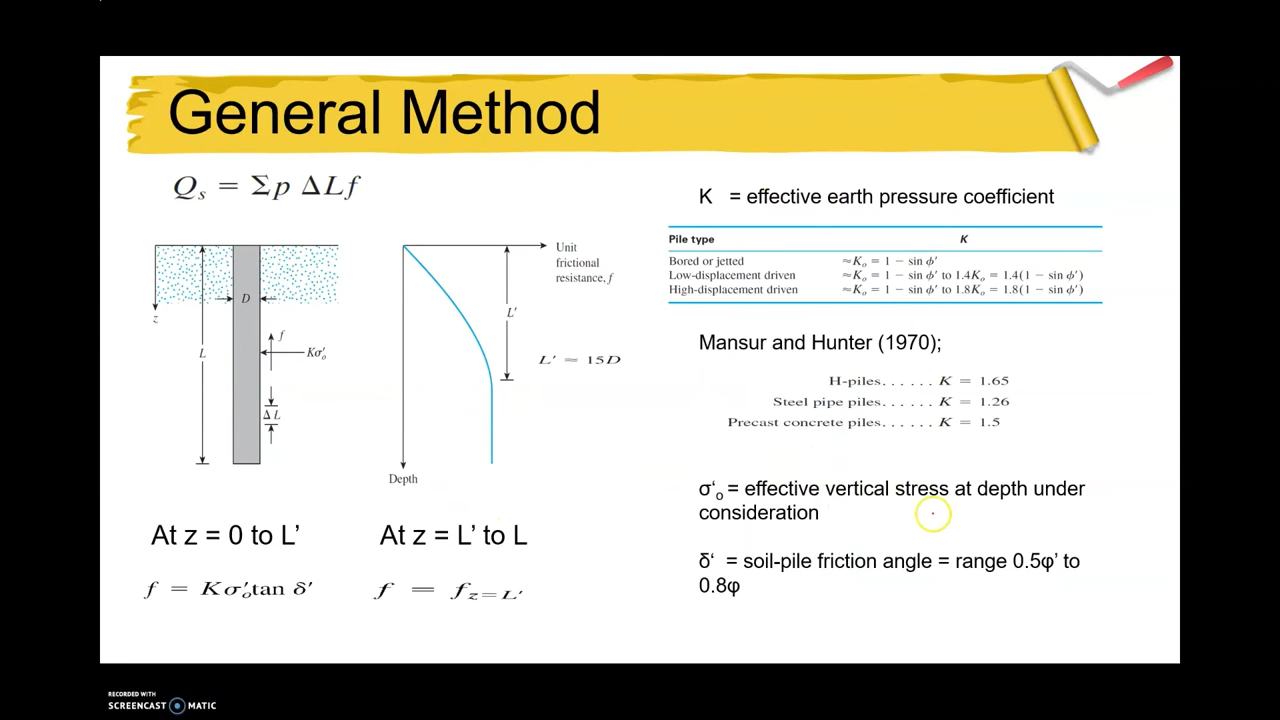 General Method
Qs = Σp ΔLf
D
z
L
f
Kσ′o
ΔL
Unit
frictional
resistance, f
L′
L′ ≈ 15D
Depth
At z = 0 to L’
At z = L’ to L
f = Kσ′o tan δ′
f = fz=L′
K = effective earth pressure coefficient
Pile type K
Bored or jetted ≈Ko = 1 − sin ϕ′
Low-displacement driven ≈Ko = 1 − sin ϕ′ to 1.4Ko = 1.4(1 − sin ϕ′)
High-displacement driven ≈Ko = 1 − sin ϕ′ to 1.8Ko = 1.8(1 − sin ϕ′)
Mansur and Hunter (1970);
H-piles. . . . . . K = 1.65
Steel pipe piles. . . . . . K = 1.26
Precast concrete piles. . . . . . K = 1.5
σ‘o = effective vertical stress at depth under
consideration
δ‘ = soil-pile friction angle = range 0.5φ’ to
0.8φ
RECORDED WITH
SCREENCAST MATIC